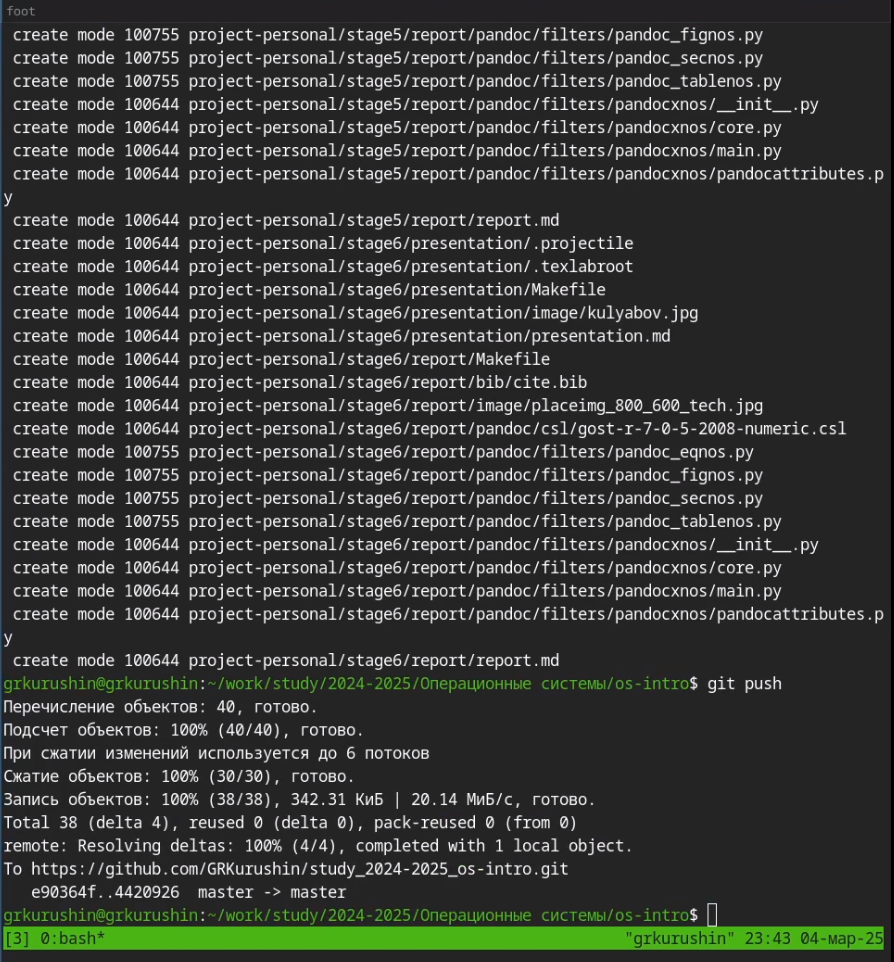 foot
create mode 100755 project-personal/stage5/report/pandoc/filters/pandoc_fignos.py
create mode 100755 project-personal/stage5/report/pandoc/filters/pandoc_secnos.py
create mode 100755 project-personal/stage5/report/pandoc/filters/pandoc_tablenos.py
create mode 100644 project-personal/stage5/report/pandoc/filters/pandocxnos/__init__.py
create mode 100644 project-personal/stage5/report/pandoc/filters/pandocxnos/core.py
create mode 100644 project-personal/stage5/report/pandoc/filters/pandocxnos/main.py
create mode 100644 project-personal/stage5/report/pandoc/filters/pandocxnos/pandocattributes.p
y
create mode 100644 project-personal/stage5/report/report.md
create mode 100644 project-personal/stage6/presentation/.projectile
create mode 100644 project-personal/stage6/presentation/.texlabroot
create mode 100644 project-personal/stage6/presentation/Makefile
create mode 100644 project-personal/stage6/presentation/image/kulyabov.jpg
create mode 100644 project-personal/stage6/presentation/presentation.md
create mode 100644 project-personal/stage6/report/Makefile
create mode 100644 project-personal/stage6/report/bib/cite.bib
create mode 100644 project-personal/stage6/report/image/placeimg_800_600_tech.jpg
create mode 100644 project-personal/stage6/report/pandoc/csl/gost-r-7-0-5-2008-numeric.csl
create mode 100755 project-personal/stage6/report/pandoc/filters/pandoc_eqnos.py
create mode 100755 project-personal/stage6/report/pandoc/filters/pandoc_fignos.py
create mode 100755 project-personal/stage6/report/pandoc/filters/pandoc_secnos.py
create mode 100755 project-personal/stage6/report/pandoc/filters/pandoc_tablenos.py
create mode 100644 project-personal/stage6/report/pandoc/filters/pandocxnos/__init__.py
create mode 100644 project-personal/stage6/report/pandoc/filters/pandocxnos/core.py
create mode 100644 project-personal/stage6/report/pandoc/filters/pandocxnos/main.py
create mode 100644 project-personal/stage6/report/pandoc/filters/pandocxnos/pandocattributes.p
y
create mode 100644 project-personal/stage6/report/report.md
grkurushin@grkurushin:~/work/study/2024-2025/Операционные системы/os-intro$ git push
Перечисление объектов: 40, готово.
Подсчет объектов: 100% (40/40), готово.
При сжатии изменений используется до 6 потоков
Сжатие объектов: 100% (30/30), готово.
Запись объектов: 100% (38/38), 342.31 КиБ | 20.14 МиБ/с, готово.
Total 38 (delta 4), reused 0 (delta 0), pack-reused 0 (from 0)
remote: Resolving deltas: 100% (4/4), completed with 1 local object.
To https://github.com/GRKurushin/study_2024-2025_os-intro.git
e90364f..4420926  master -> master
grkurushin@grkurushin:~/work/study/2024-2025/Операционные системы/os-intro$
[3] 0:bash* "grkurushin" 23:43 04-мар-25